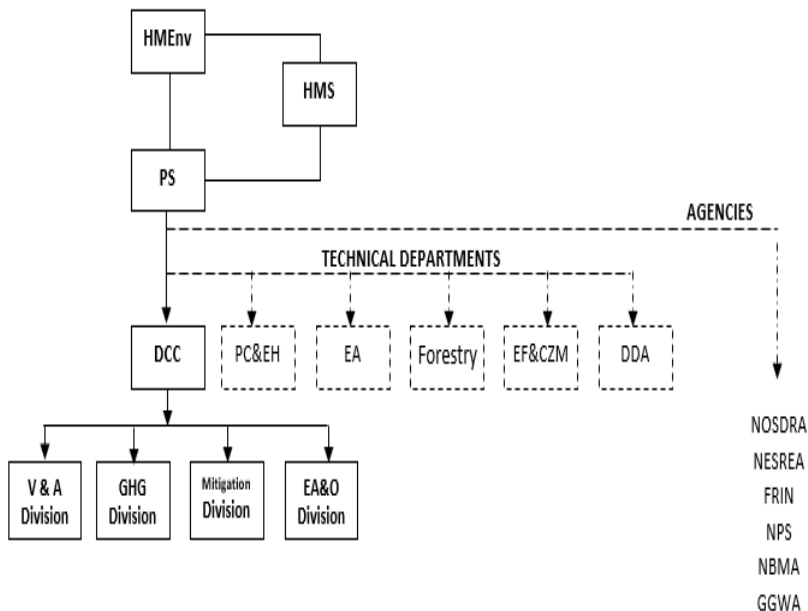 HMEnv
HMS
PS
AGENCIES
TECHNICAL DEPARTMENTS
DCC
PC&EH
EA
Forestry
EF&CZM
DDA
V & A
Division
GHG
Division
Mitigation
Division
EA&O
Division
NOSDRA
NESREA
FRIN
NPS
NBMA
GGWA